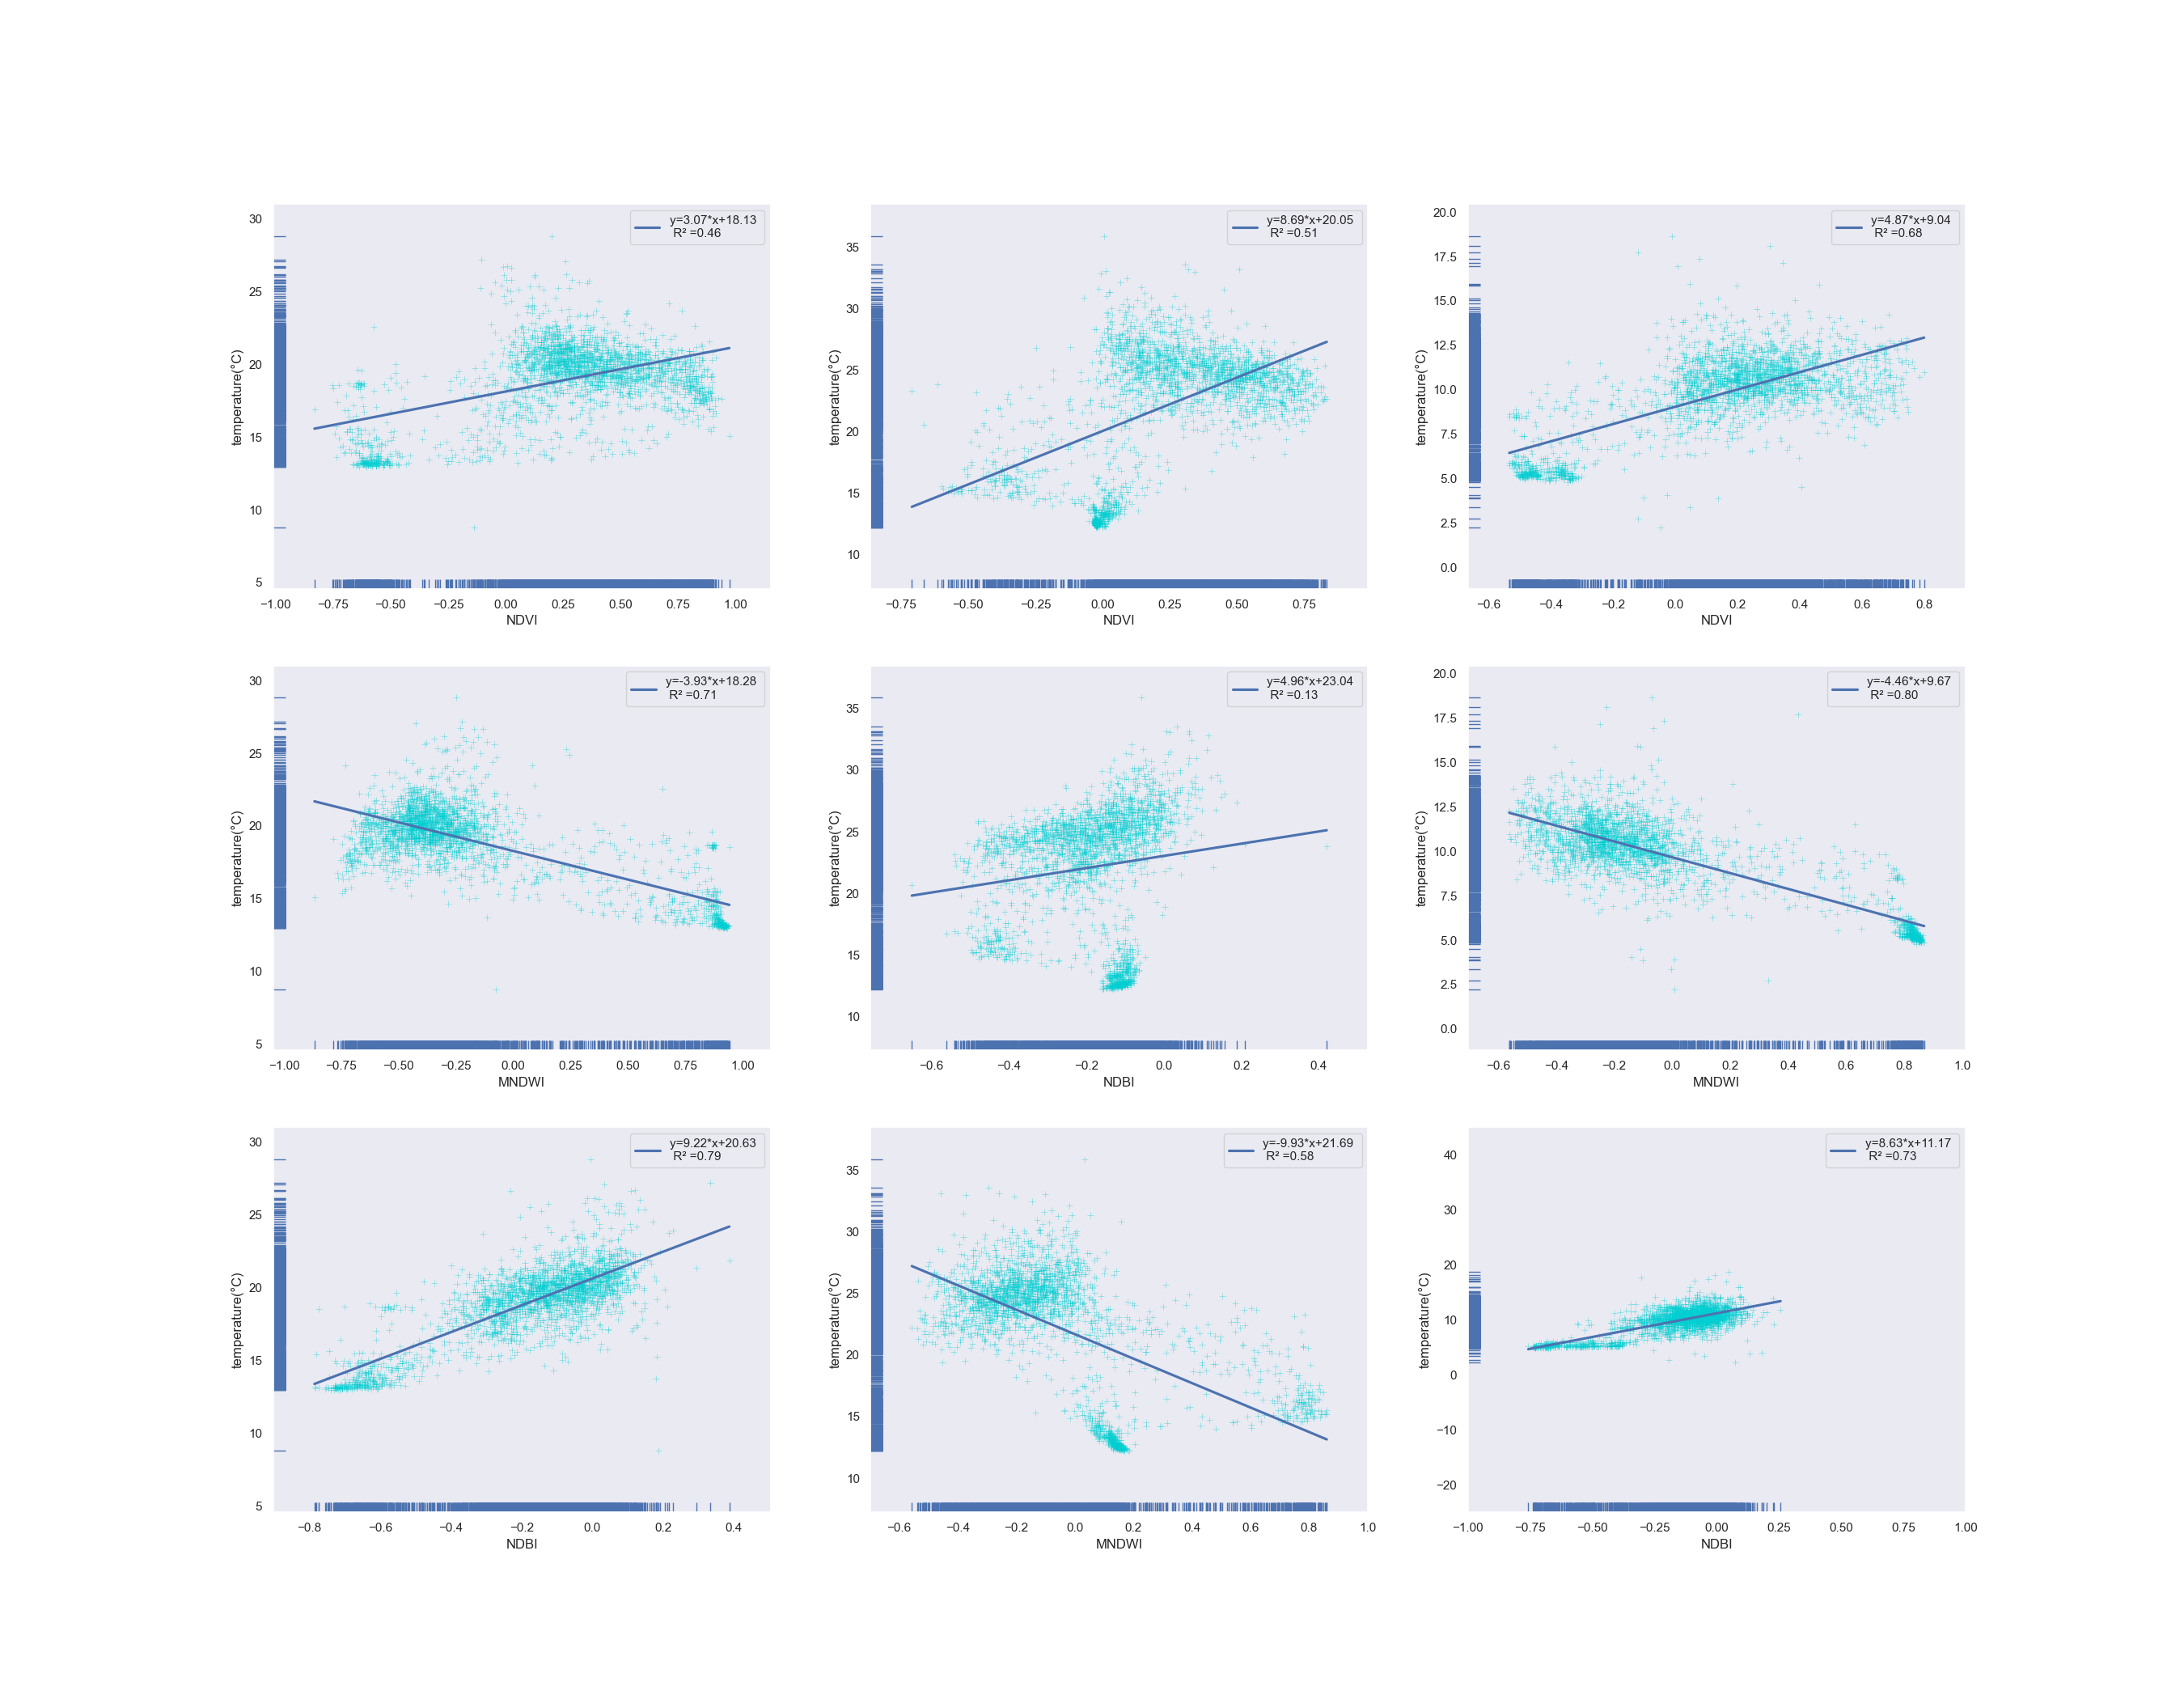 30
25
20
15
10
5
temperature(°C)
y=3.07*x+18.13
R² =0.46
−1.00 −0.75 −0.50 −0.25 0.00 0.25 0.50 0.75 1.00
NDVI
35
30
25
20
15
10
temperature(°C)
y=8.69*x+20.05
R² =0.51
−0.75 −0.50 −0.25 0.00 0.25 0.50 0.75
NDVI
20.0
17.5
15.0
12.5
10.0
7.5
5.0
2.5
0.0
temperature(°C)
y=4.87*x+9.04
R² =0.68
−0.6 −0.4 −0.2 0.0 0.2 0.4 0.6 0.8
NDVI
30
25
20
15
10
5
temperature(°C)
y=-3.93*x+18.28
R² =0.71
−1.00 −0.75 −0.50 −0.25 0.00 0.25 0.50 0.75 1.00
MNDWI
35
30
25
20
15
10
temperature(°C)
y=4.96*x+23.04
R² =0.13
−0.6 −0.4 −0.2 0.0 0.2 0.4
NDBI
20.0
17.5
15.0
12.5
10.0
7.5
5.0
2.5
0.0
temperature(°C)
y=-4.46*x+9.67
R² =0.80
−0.6 −0.4 −0.2 0.0 0.2 0.4 0.6 0.8 1.0
MNDWI
30
25
20
15
10
5
temperature(°C)
y=9.22*x+20.63
R² =0.79
−0.8 −0.6 −0.4 −0.2 0.0 0.2 0.4
NDBI
35
30
25
20
15
10
temperature(°C)
y=-9.93*x+21.69
R² =0.58
−0.6 −0.4 −0.2 0.0 0.2 0.4 0.6 0.8 1.0
MNDWI
40
30
20
10
0
−10
−20
temperature(°C)
y=8.63*x+11.17
R² =0.73
−1.00 −0.75 −0.50 −0.25 0.00 0.25 0.50 0.75 1.00
NDBI